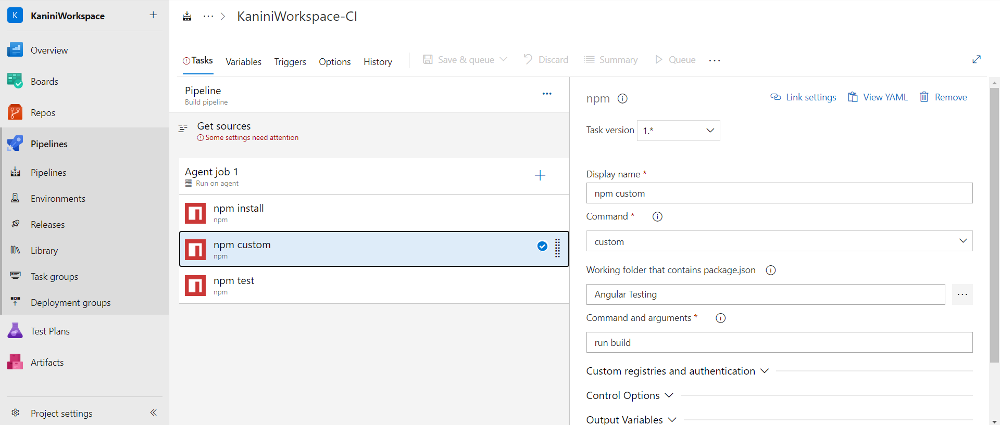 K KaniniWorkspace +
Overview
Boards
Repos
Pipelines
Pipelines
Environments
Releases
Library
Task groups
Deployment groups
Test Plans
Artifacts
Project settings
··· > KaniniWorkspace-CI
Tasks Variables Triggers Options History Save & queue Discard Summary Queue ···
Pipeline ···
Build pipeline
Get sources
Some settings need attention
Agent job 1
Run on agent
npm install
npm
npm custom
npm
npm test
npm
npm Link settings View YAML Remove
Task version 1.*
Display name *
npm custom
Command *
custom
Working folder that contains package.json
Angular Testing ···
Command and arguments *
run build
Custom registries and authentication
Control Options
Output Variables